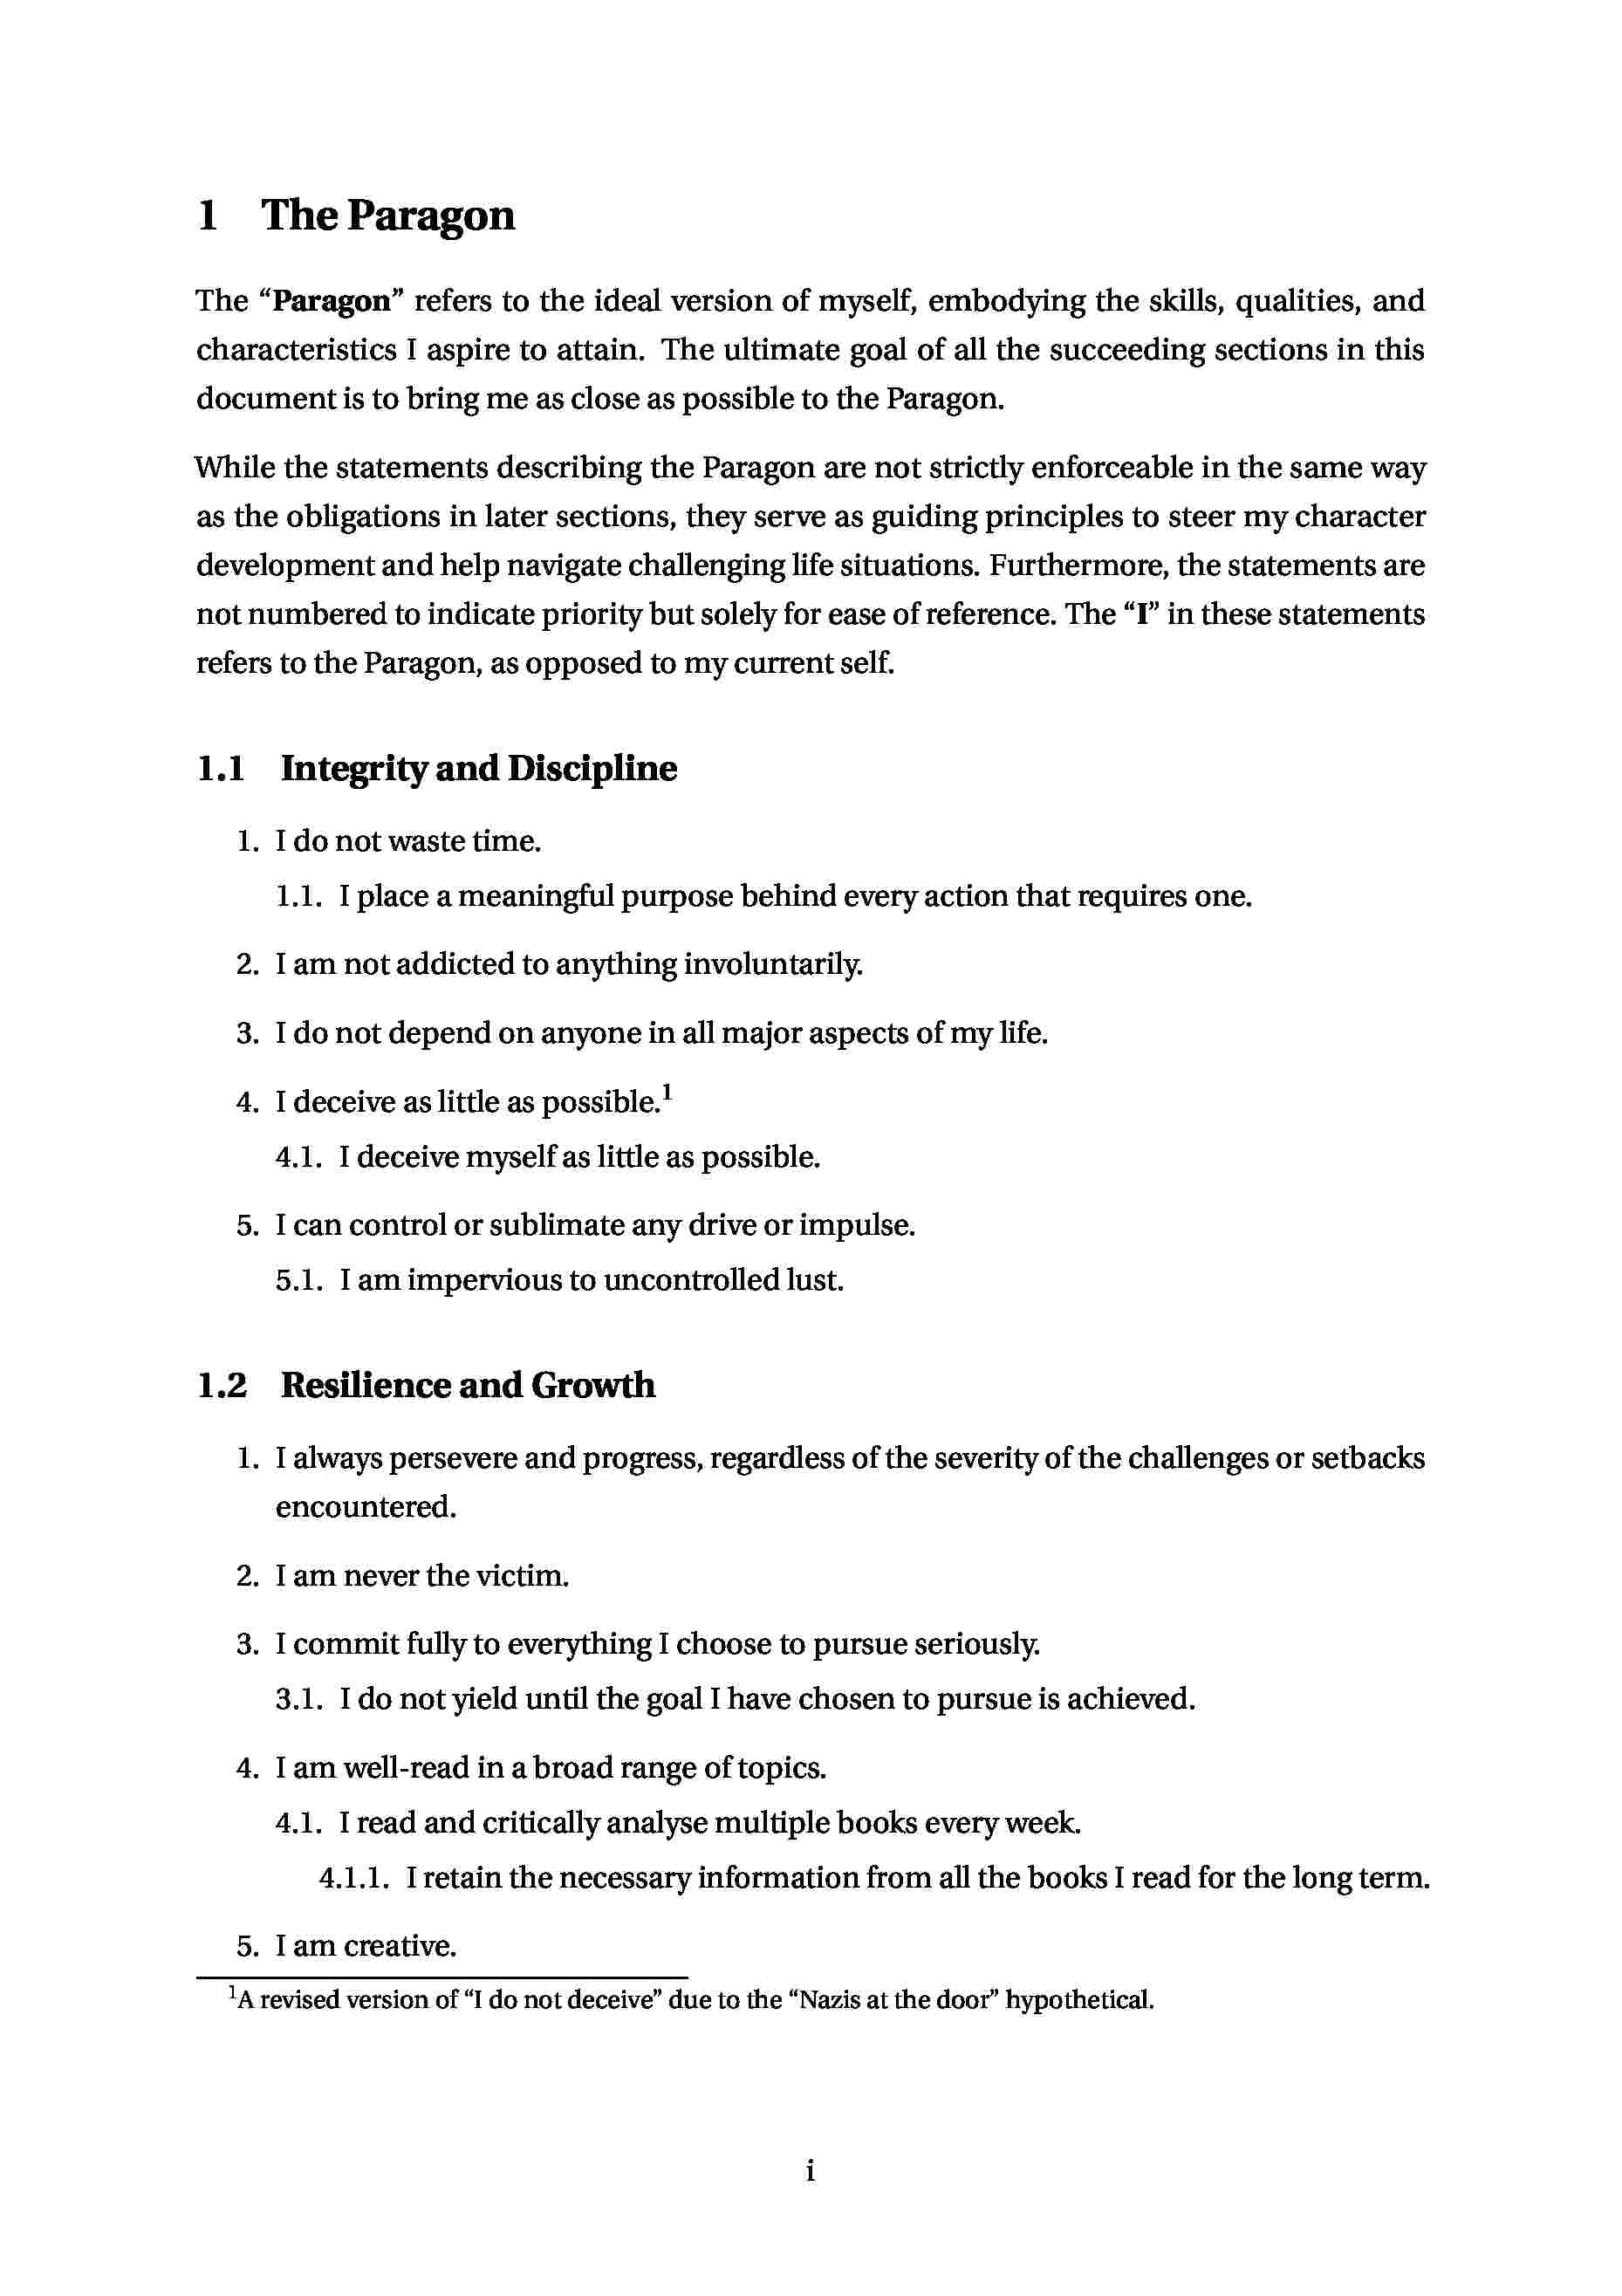 1 The Paragon
The “Paragon” refers to the ideal version of myself, embodying the skills, qualities, and
characteristics I aspire to attain. The ultimate goal of all the succeeding sections in this
document is to bring me as close as possible to the Paragon.
While the statements describing the Paragon are not strictly enforceable in the same way
as the obligations in later sections, they serve as guiding principles to steer my character
development and help navigate challenging life situations. Furthermore, the statements are
not numbered to indicate priority but solely for ease of reference. The “I” in these statements
refers to the Paragon, as opposed to my current self.
1.1 Integrity and Discipline
1. I do not waste time.
1.1. I place a meaningful purpose behind every action that requires one.
2. I am not addicted to anything involuntarily.
3. I do not depend on anyone in all major aspects of my life.
4. I deceive as little as possible.¹
4.1. I deceive myself as little as possible.
5. I can control or sublimate any drive or impulse.
5.1. I am impervious to uncontrolled lust.
1.2 Resilience and Growth
1. I always persevere and progress, regardless of the severity of the challenges or setbacks
encountered.
2. I am never the victim.
3. I commit fully to everything I choose to pursue seriously.
3.1. I do not yield until the goal I have chosen to pursue is achieved.
4. I am well-read in a broad range of topics.
4.1. I read and critically analyse multiple books every week.
4.1.1. I retain the necessary information from all the books I read for the long term.
5. I am creative.
¹A revised version of “I do not deceive” due to the “Nazis at the door” hypothetical.
i